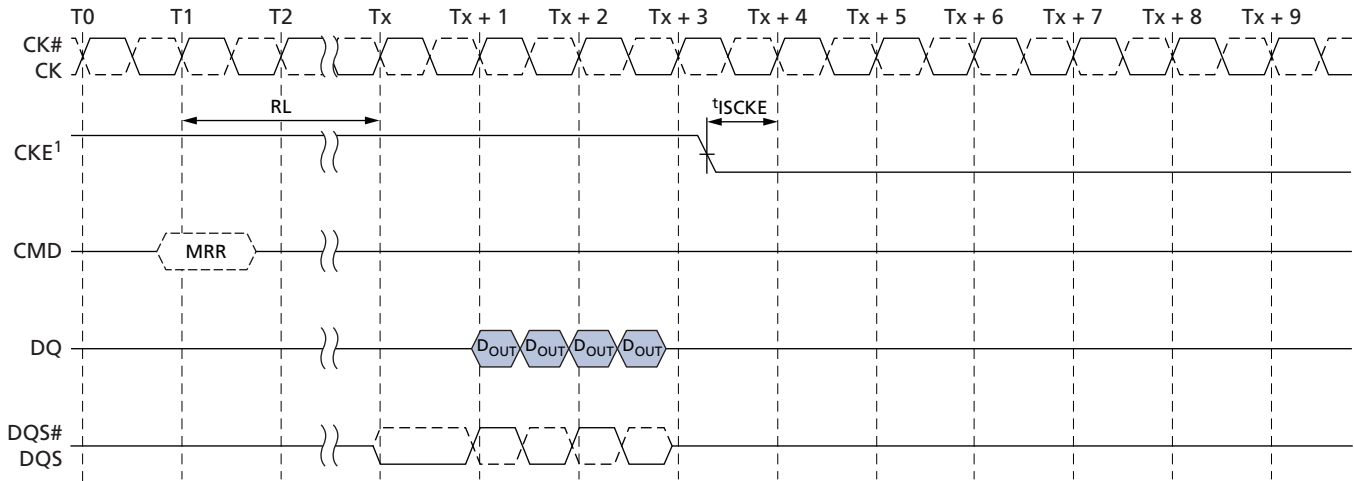 T0 T1 T2 Tx Tx + 1 Tx + 2 Tx + 3 Tx + 4 Tx + 5 Tx + 6 Tx + 7 Tx + 8 Tx + 9
CK#
CK
RL
tISCKE
CKE1
CMD
MRR
DQ
DOUT DOUT DOUT DOUT
DQS#
DQS